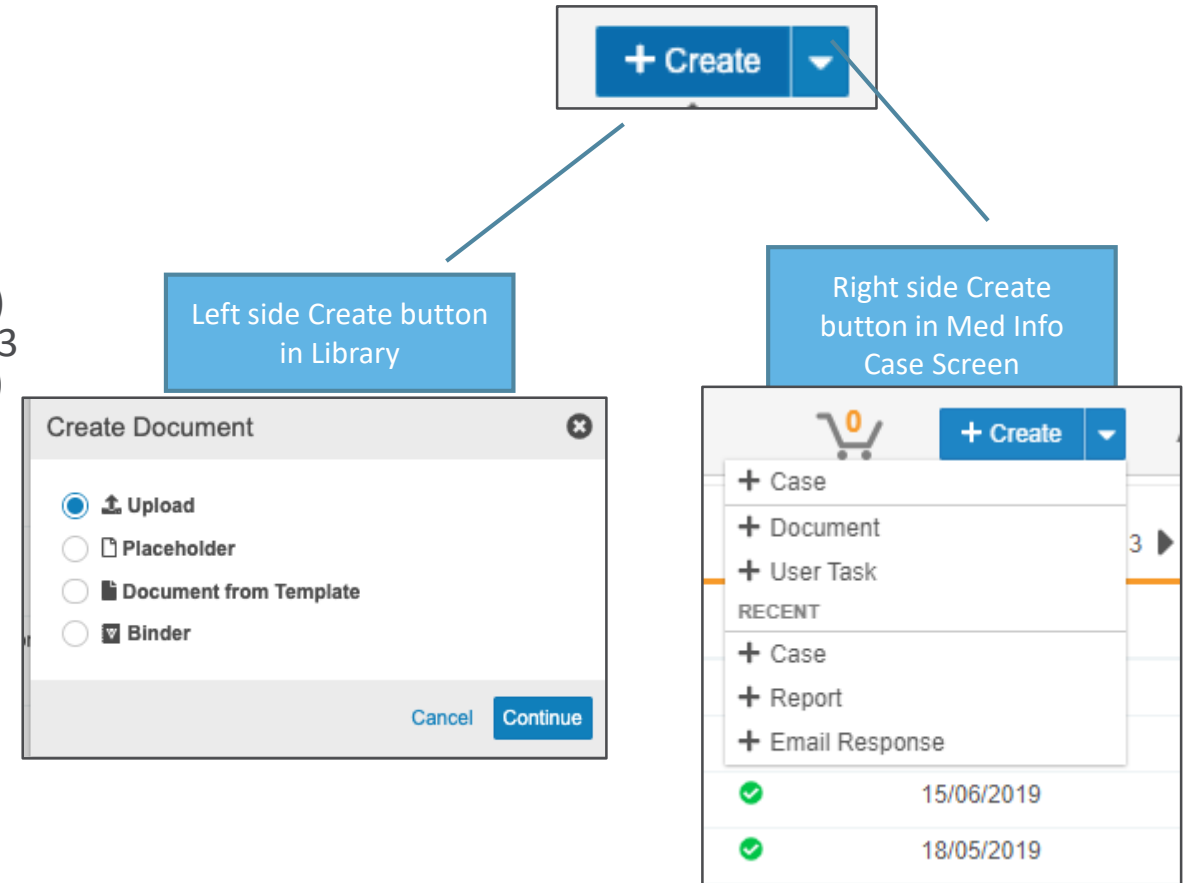 + Create
Left side Create button
in Library
Right side Create
button in Med Info
Case Screen
)
3
)
Create Document
Upload
Placeholder
Document from Template
Binder
Cancel Continue
0
+ Create
+ Case
+ Document
3
+ User Task
RECENT
+ Case
+ Report
+ Email Response
15/06/2019
18/05/2019